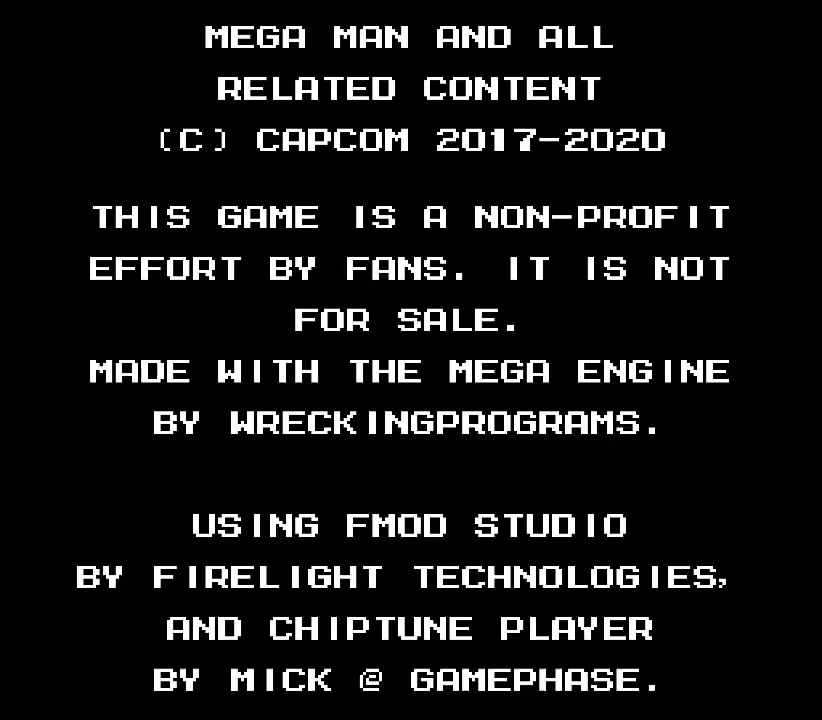 MEGA MAN AND ALL
RELATED CONTENT
(C) CAPCOM 2017-2020
THIS GAME IS A NON-PROFIT
EFFORT BY FANS. IT IS NOT
FOR SALE.
MADE WITH THE MEGA ENGINE
BY WRECKINGPROGRAMS.
USING FMOD STUDIO
BY FIRELIGHT TECHNOLOGIES,
AND CHIPTUNE PLAYER
BY MICK @ GAMEPHASE.